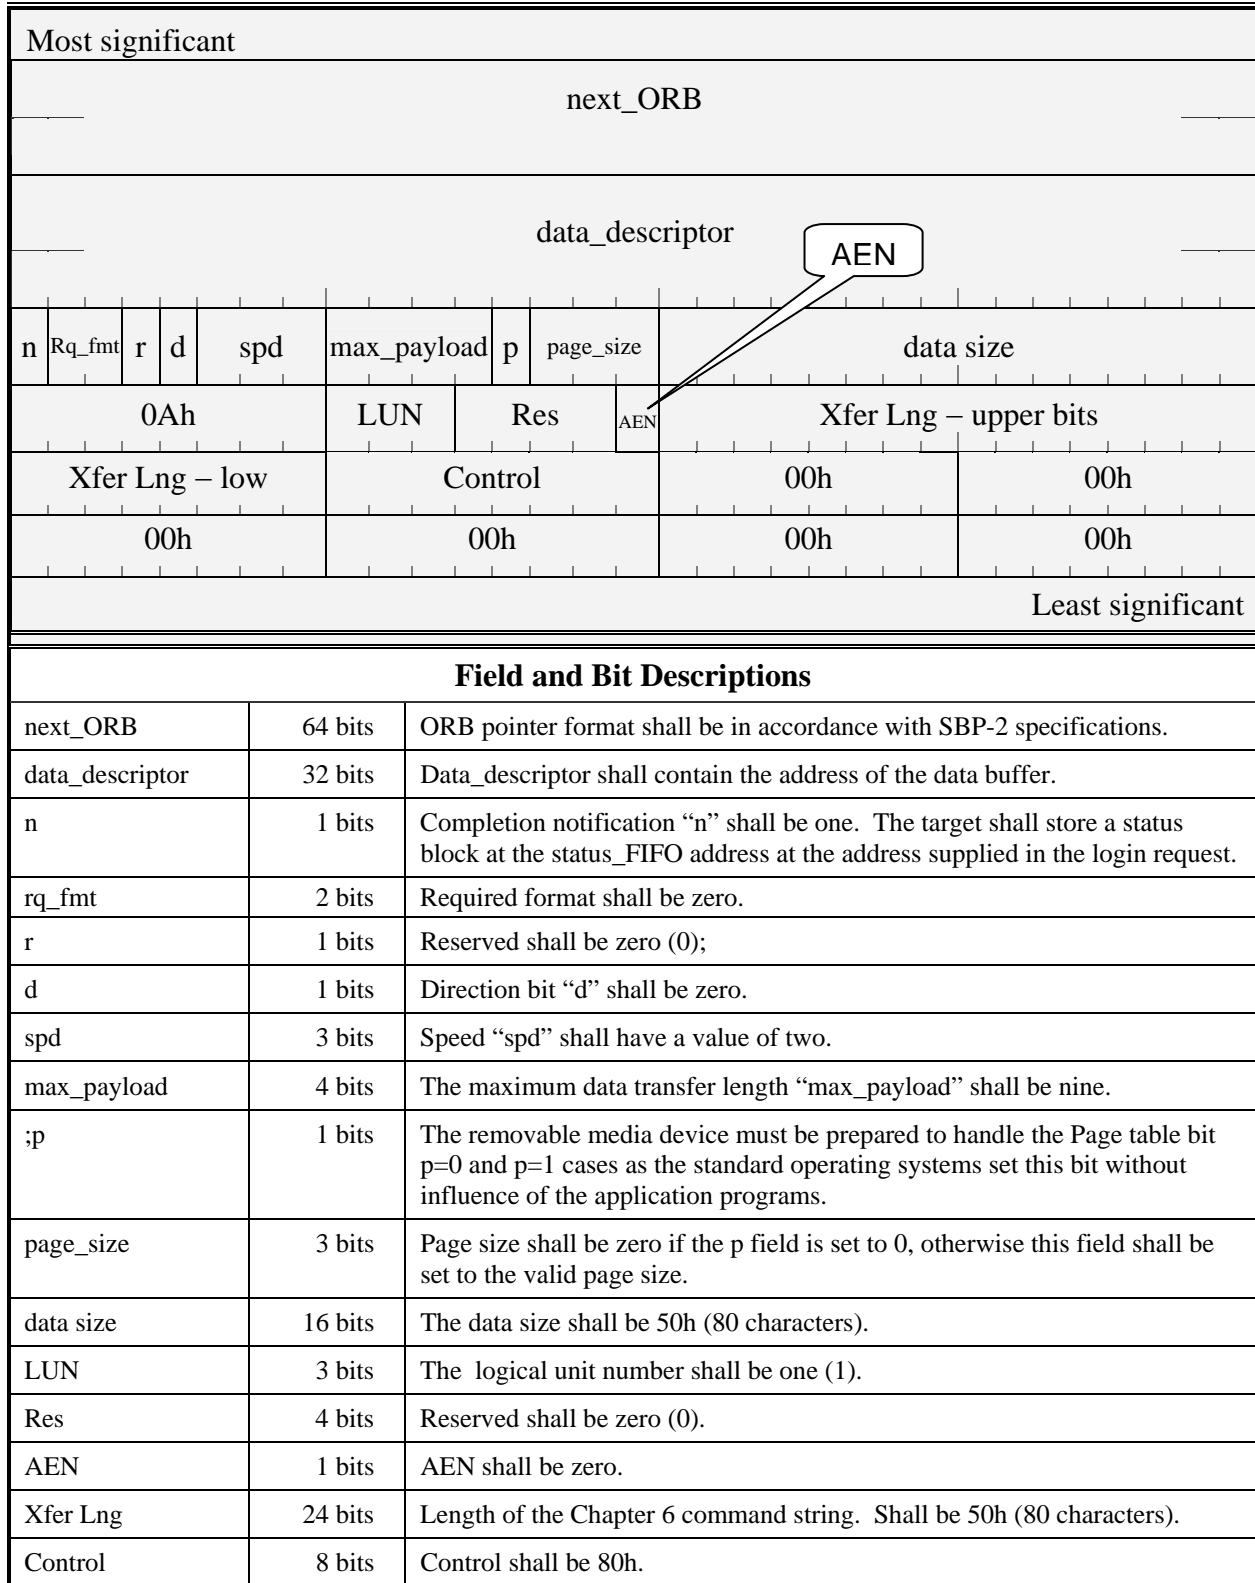 Most significant
next_ORB
data_descriptor
AEN
n Rq_fmt r d spd max_payload p page_size data size
0Ah LUN Res AEN Xfer Lng – upper bits
Xfer Lng – low Control 00h 00h
00h 00h 00h 00h
Least significant
Field and Bit Descriptions
next_ORB 64 bits ORB pointer format shall be in accordance with SBP-2 specifications.
data_descriptor 32 bits Data_descriptor shall contain the address of the data buffer.
n 1 bits Completion notification “n” shall be one. The target shall store a status
block at the status_FIFO address at the address supplied in the login request.
rq_fmt 2 bits Required format shall be zero.
r 1 bits Reserved shall be zero (0);
d 1 bits Direction bit “d” shall be zero.
spd 3 bits Speed “spd” shall have a value of two.
max_payload 4 bits The maximum data transfer length “max_payload” shall be nine.
;p 1 bits The removable media device must be prepared to handle the Page table bit
p=0 and p=1 cases as the standard operating systems set this bit without
influence of the application programs.
page_size 3 bits Page size shall be zero if the p field is set to 0, otherwise this field shall be
set to the valid page size.
data size 16 bits The data size shall be 50h (80 characters).
LUN 3 bits The logical unit number shall be one (1).
Res 4 bits Reserved shall be zero (0).
AEN 1 bits AEN shall be zero.
Xfer Lng 24 bits Length of the Chapter 6 command string. Shall be 50h (80 characters).
Control 8 bits Control shall be 80h.